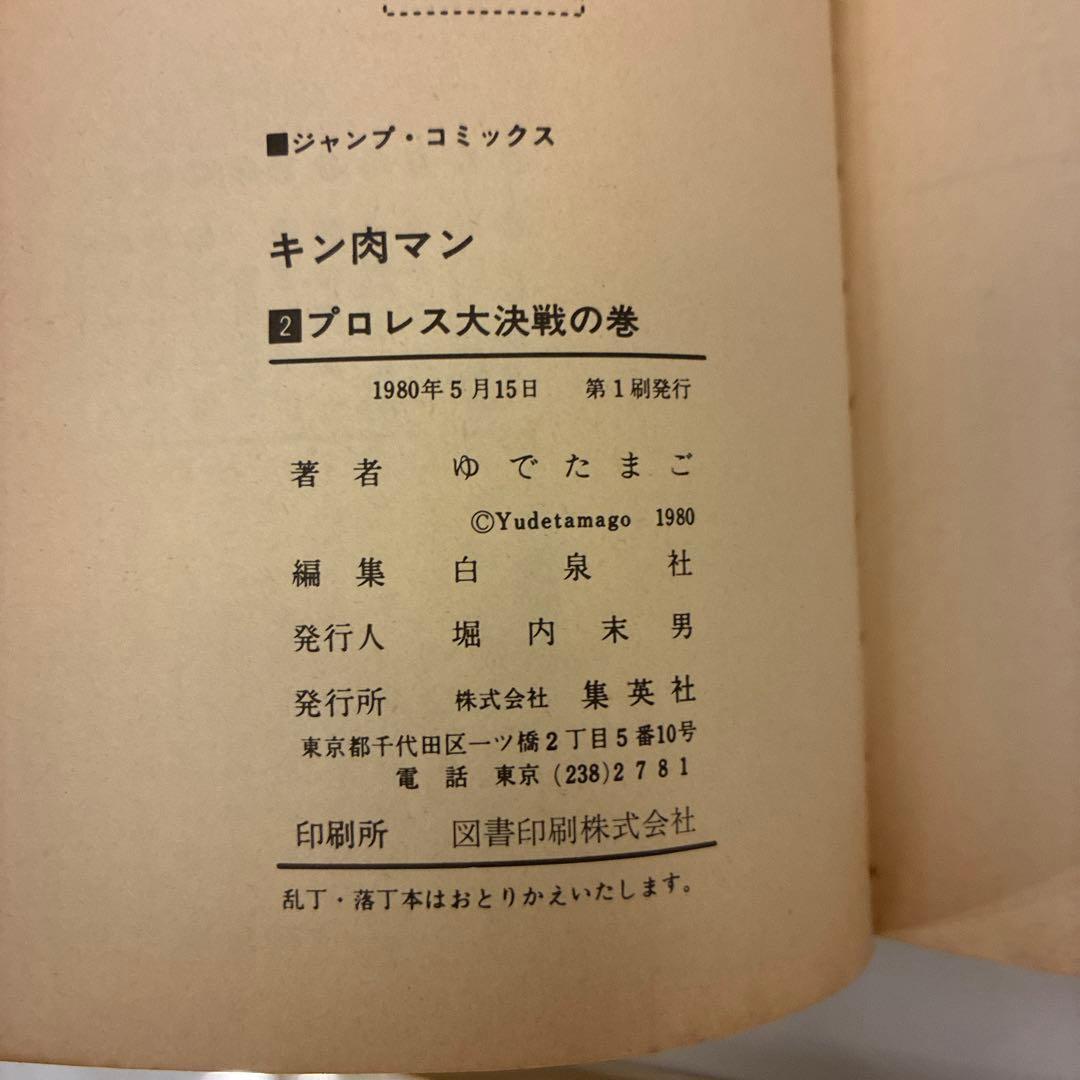 ■ジャンプ・コミックス
キン肉マン
2プロレス大決戦の巻
1980年5月15日 第1刷発行
著者 ゆでたまご
©Yudetamago 1980
編集 白泉社
発行人 堀内末男
発行所 株式会社 集英社
東京都千代田区一ツ橋2丁目5番10号
電話 東京(238)2781
印刷所 図書印刷株式会社
乱丁・落丁本はおとりかえいたします。